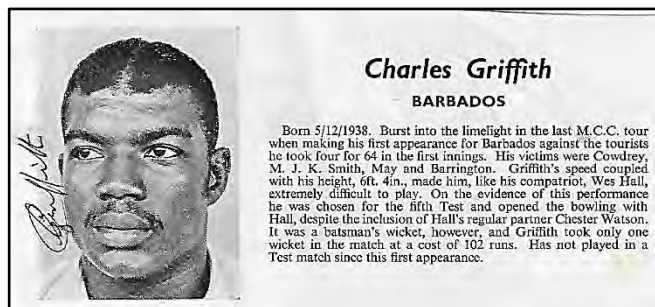 Charles Griffith
BARBADOS
Born 5/12/1938. Burst into the limelight in the last M.C.C. tour
when making his first appearance for Barbados against the tourists
he took four for 64 in the first innings. His victims were Cowdrey,
M. J. K. Smith, May and Barrington. Griffith's speed coupled
with his height, 6ft. 4in., made him, like his compatriot, Wes Hall,
extremely difficult to play. On the evidence of this performance
he was chosen for the fifth Test and opened the bowling with
Hall, despite the inclusion of Hall's regular partner Chester Watson.
It was a batsman's wicket, however, and Griffith took only one
wicket in the match at a cost of 102 runs. Has not played in a
Test match since this first appearance.